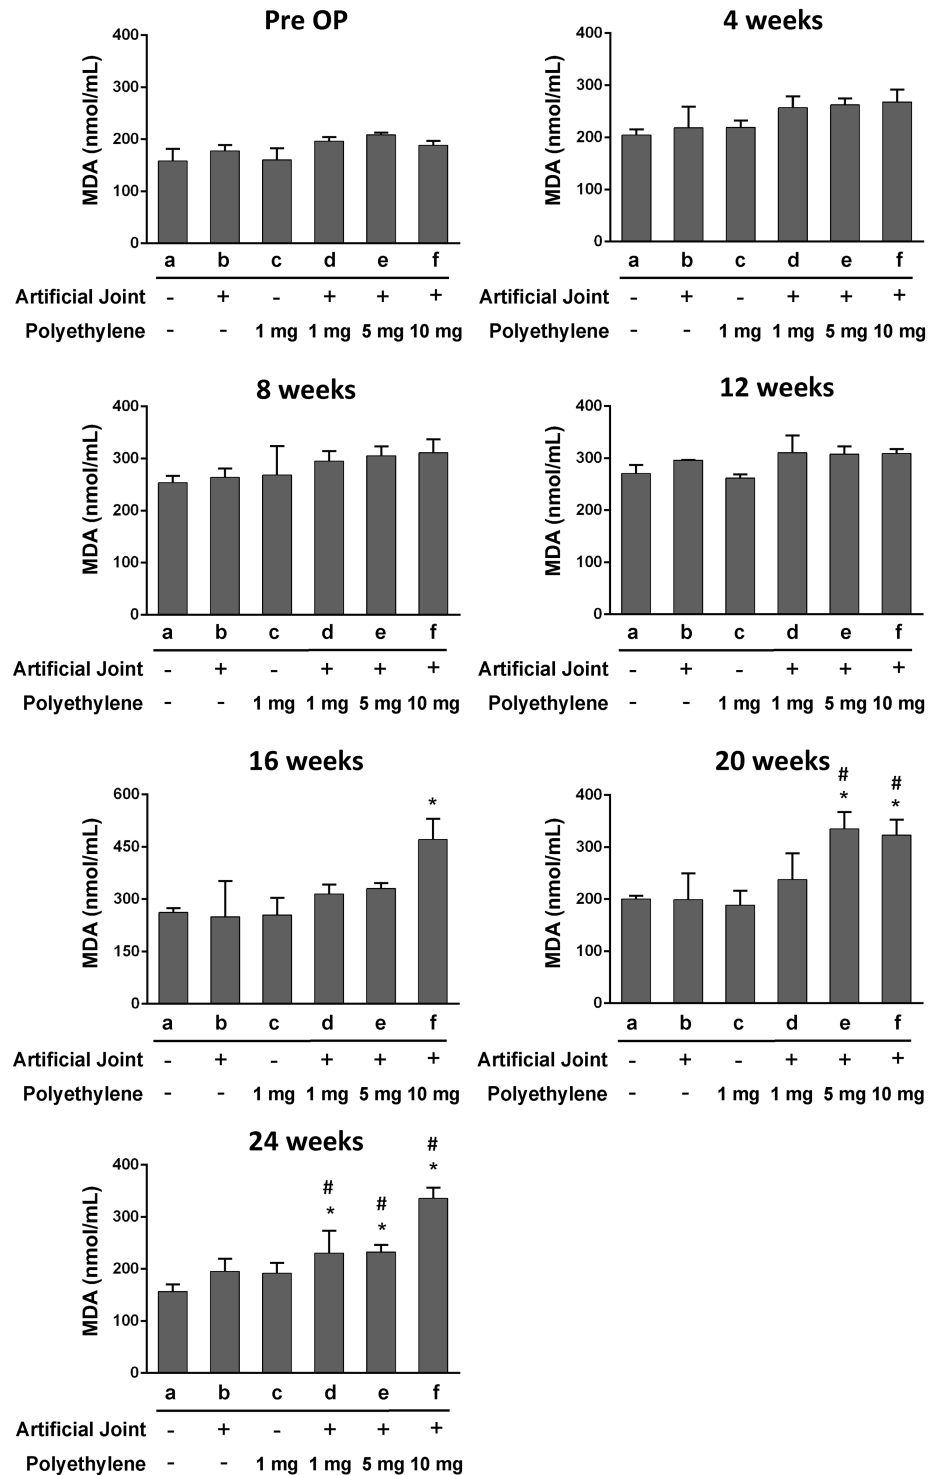 Pre OP
MDA (nmol/mL)
400
300
200
100
0
a b c d e f
Artificial Joint - + - + + +
Polyethylene - - 1 mg 1 mg 5 mg 10 mg
4 weeks
MDA (nmol/mL)
400
300
200
100
0
a b c d e f
Artificial Joint - + - + + +
Polyethylene - - 1 mg 1 mg 5 mg 10 mg
8 weeks
MDA (nmol/mL)
400
300
200
100
0
a b c d e f
Artificial Joint - + - + + +
Polyethylene - - 1 mg 1 mg 5 mg 10 mg
12 weeks
MDA (nmol/mL)
400
300
200
100
0
a b c d e f
Artificial Joint - + - + + +
Polyethylene - - 1 mg 1 mg 5 mg 10 mg
16 weeks
MDA (nmol/mL)
600
450
300
150
0
*
a b c d e f
Artificial Joint - + - + + +
Polyethylene - - 1 mg 1 mg 5 mg 10 mg
20 weeks
MDA (nmol/mL)
400
300
200
100
0
# #
* *
a b c d e f
Artificial Joint - + - + + +
Polyethylene - - 1 mg 1 mg 5 mg 10 mg
24 weeks
MDA (nmol/mL)
400
300
200
100
0
# # #
* * *
a b c d e f
Artificial Joint - + - + + +
Polyethylene - - 1 mg 1 mg 5 mg 10 mg